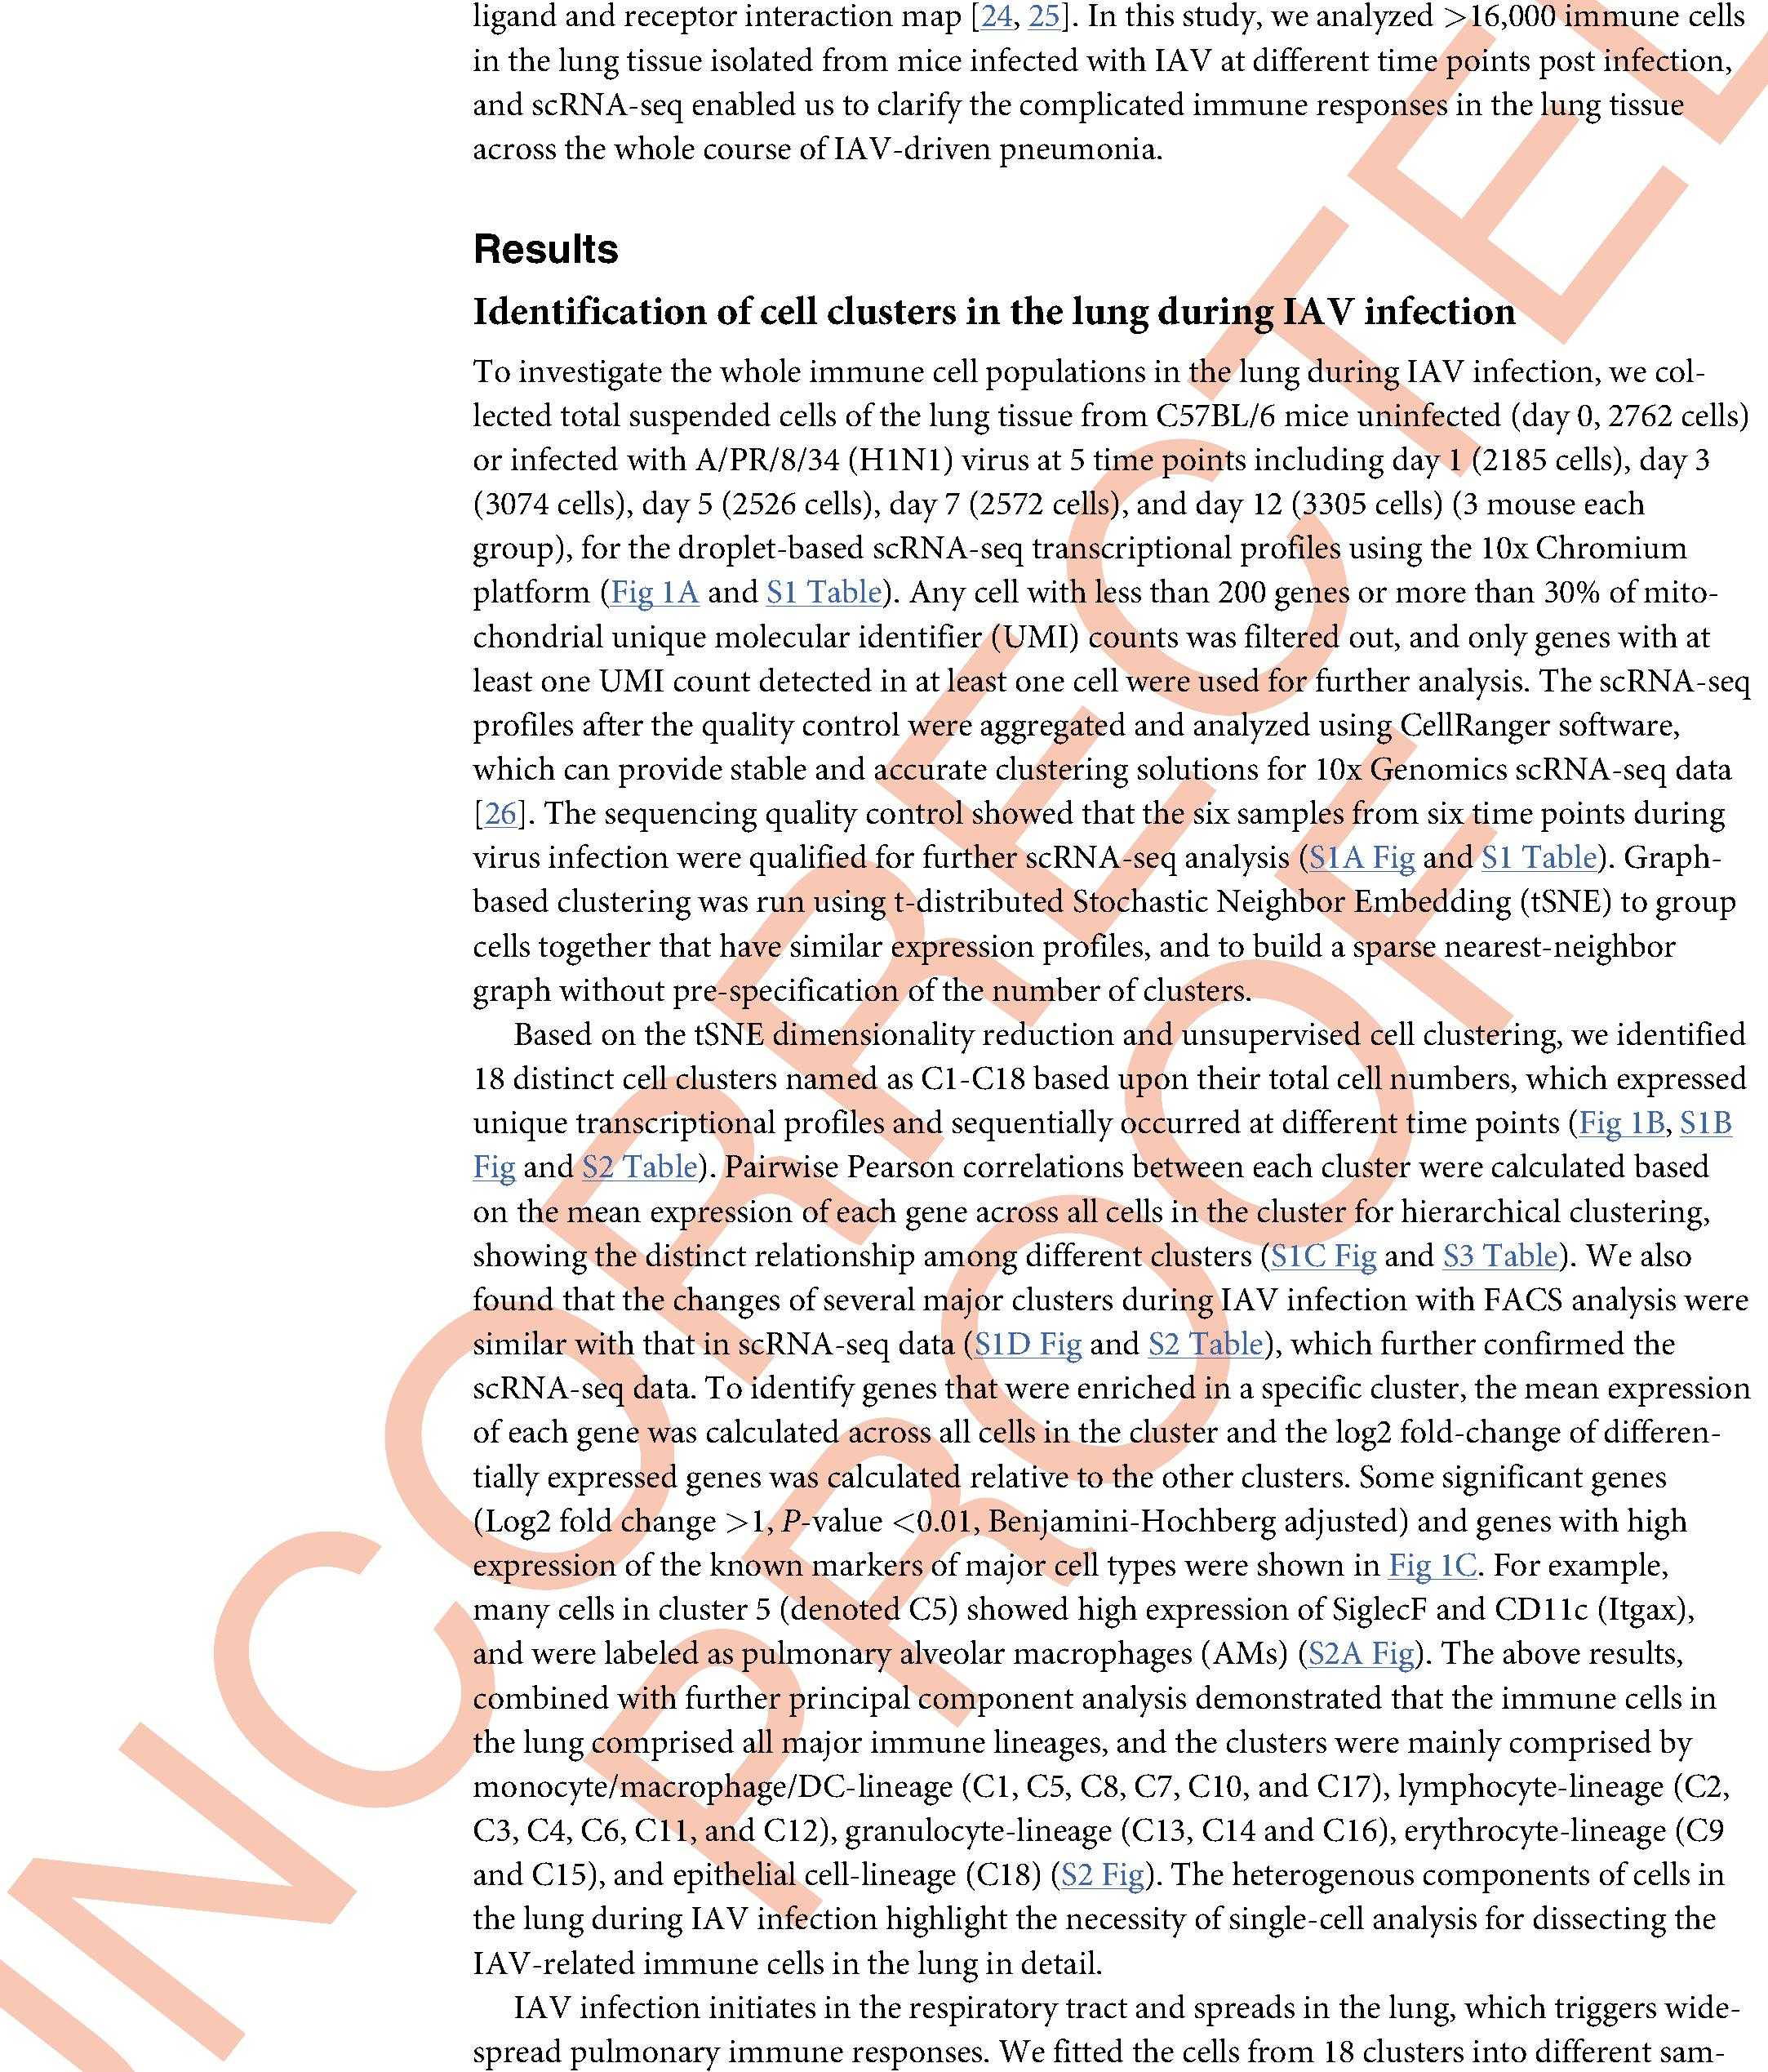 ligand and receptor interaction map [24, 25]. In this study, we analyzed >16,000 immune cells
in the lung tissue isolated from mice infected with IAV at different time points post infection,
and scRNA-seq enabled us to clarify the complicated immune responses in the lung tissue
across the whole course of IAV-driven pneumonia.
Results
Identification of cell clusters in the lung during IAV infection
To investigate the whole immune cell populations in the lung during IAV infection, we col-
lected total suspended cells of the lung tissue from C57BL/6 mice uninfected (day 0, 2762 cells)
or infected with A/PR/8/34 (H1N1) virus at 5 time points including day 1 (2185 cells), day 3
(3074 cells), day 5 (2526 cells), day 7 (2572 cells), and day 12 (3305 cells) (3 mouse each
group), for the droplet-based scRNA-seq transcriptional profiles using the 10x Chromium
platform (Fig 1A and S1 Table). Any cell with less than 200 genes or more than 30% of mito-
chondrial unique molecular identifier (UMI) counts was filtered out, and only genes with at
least one UMI count detected in at least one cell were used for further analysis. The scRNA-seq
profiles after the quality control were aggregated and analyzed using CellRanger software,
which can provide stable and accurate clustering solutions for 10x Genomics scRNA-seq data
[26]. The sequencing quality control showed that the six samples from six time points during
virus infection were qualified for further scRNA-seq analysis (S1A Fig and S1 Table). Graph-
based clustering was run using t-distributed Stochastic Neighbor Embedding (tSNE) to group
cells together that have similar expression profiles, and to build a sparse nearest-neighbor
graph without pre-specification of the number of clusters.
Based on the tSNE dimensionality reduction and unsupervised cell clustering, we identified
18 distinct cell clusters named as C1-C18 based upon their total cell numbers, which expressed
unique transcriptional profiles and sequentially occurred at different time points (Fig 1B, S1B
Fig and S2 Table). Pairwise Pearson correlations between each cluster were calculated based
on the mean expression of each gene across all cells in the cluster for hierarchical clustering,
showing the distinct relationship among different clusters (S1C Fig and S3 Table). We also
found that the changes of several major clusters during IAV infection with FACS analysis were
similar with that in scRNA-seq data (S1D Fig and S2 Table), which further confirmed the
scRNA-seq data. To identify genes that were enriched in a specific cluster, the mean expression
of each gene was calculated across all cells in the cluster and the log2 fold-change of differen-
tially expressed genes was calculated relative to the other clusters. Some significant genes
(Log2 fold change >1, P-value <0.01, Benjamini-Hochberg adjusted) and genes with high
expression of the known markers of major cell types were shown in Fig 1C. For example,
many cells in cluster 5 (denoted C5) showed high expression of SiglecF and CD11c (Itgax),
and were labeled as pulmonary alveolar macrophages (AMs) (S2A Fig). The above results,
combined with further principal component analysis demonstrated that the immune cells in
the lung comprised all major immune lineages, and the clusters were mainly comprised by
monocyte/macrophage/DC-lineage (C1, C5, C8, C7, C10, and C17), lymphocyte-lineage (C2,
C3, C4, C6, C11, and C12), granulocyte-lineage (C13, C14 and C16), erythrocyte-lineage (C9
and C15), and epithelial cell-lineage (C18) (S2 Fig). The heterogenous components of cells in
the lung during IAV infection highlight the necessity of single-cell analysis for dissecting the
IAV-related immune cells in the lung in detail.
IAV infection initiates in the respiratory tract and spreads in the lung, which triggers wide-
spread pulmonary immune responses. We fitted the cells from 18 clusters into different sam-
UNCORRECTE
PROOF